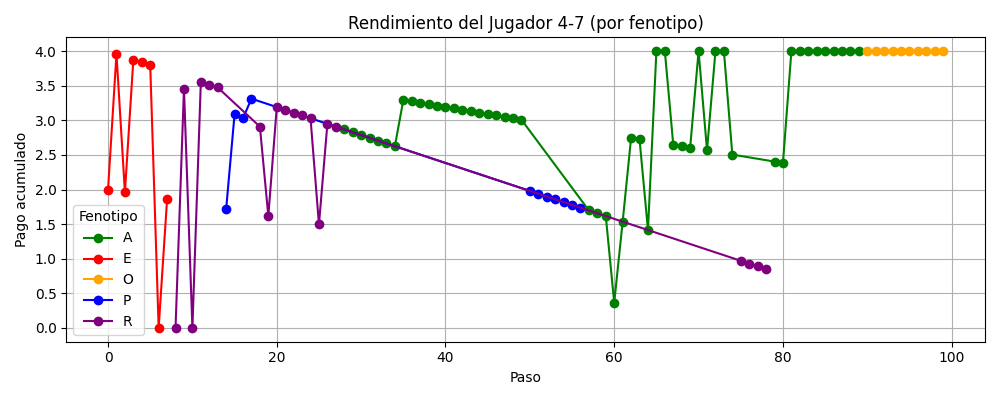 Rendimiento del Jugador 4-7 (por fenotipo)
Pago acumulado
4.0
3.5
3.0
2.5
2.0
1.5
1.0
0.5
0.0
Fenotipo
A
E
O
P
R
0 20 40 60 80 100
Paso